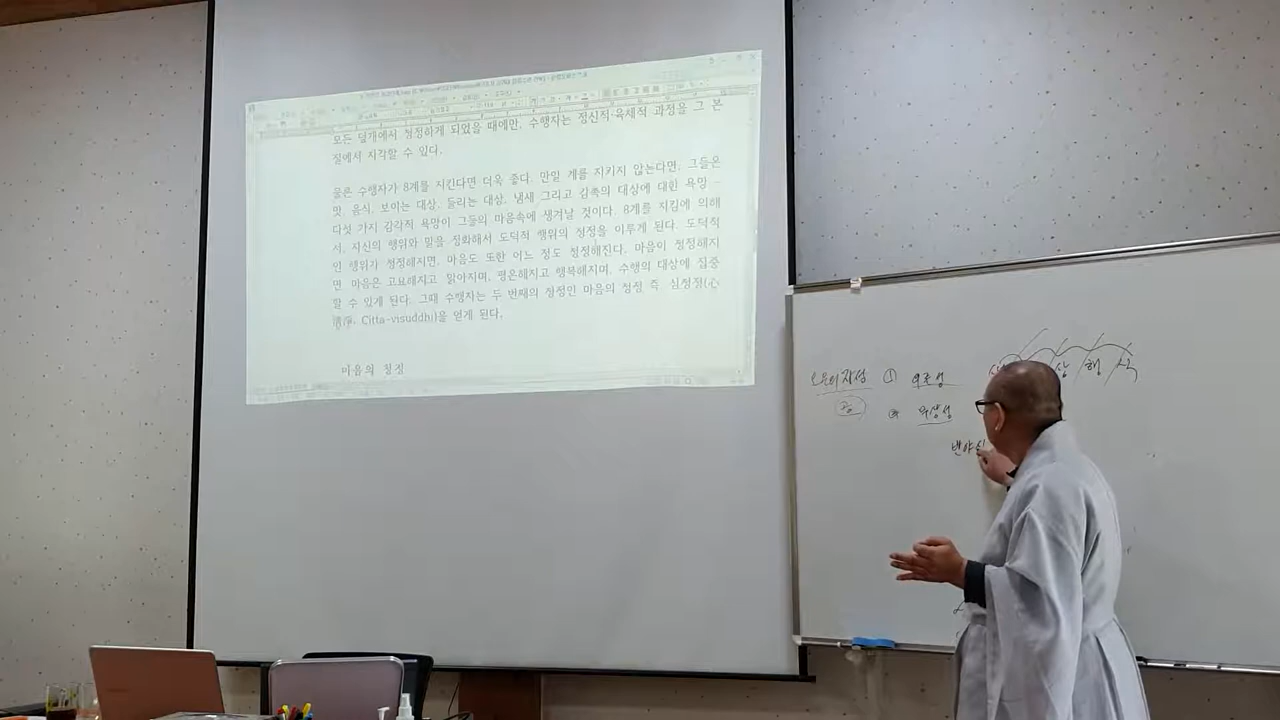 모든 덮개에서 청정하게 되었을 때에만, 수행자는 정신적·육체적 과정을 그 본
질에서 지각할 수 있다.
물론 수행자가 8계를 지킨다면 더욱 좋다. 만일 계를 지키지 않는다면, 그들은
맛, 음식, 보이는 대상, 들리는 대상, 냄새 그리고 감촉의 대상에 대한 욕망 -
다섯 가지 감각적 욕망이 그들의 마음속에 생겨날 것이다. 8계를 지킴에 의해
서, 자신의 행위와 말을 정화해서 도덕적 행위의 청정을 이루게 된다. 도덕적
인 행위가 청정해지면, 마음도 또한 어느 정도 청정해진다. 마음이 청정해지
면 마음은 고요해지고 맑아지며, 평온해지고 행복해지며, 수행의 대상에 집중
할 수 있게 된다. 그때 수행자는 두 번째의 청정인 마음의 청정 즉 심청정(心
淸淨, Citta-visuddhi)을 얻게 된다.
마음의 청정
상 행 식
①
공
반야심